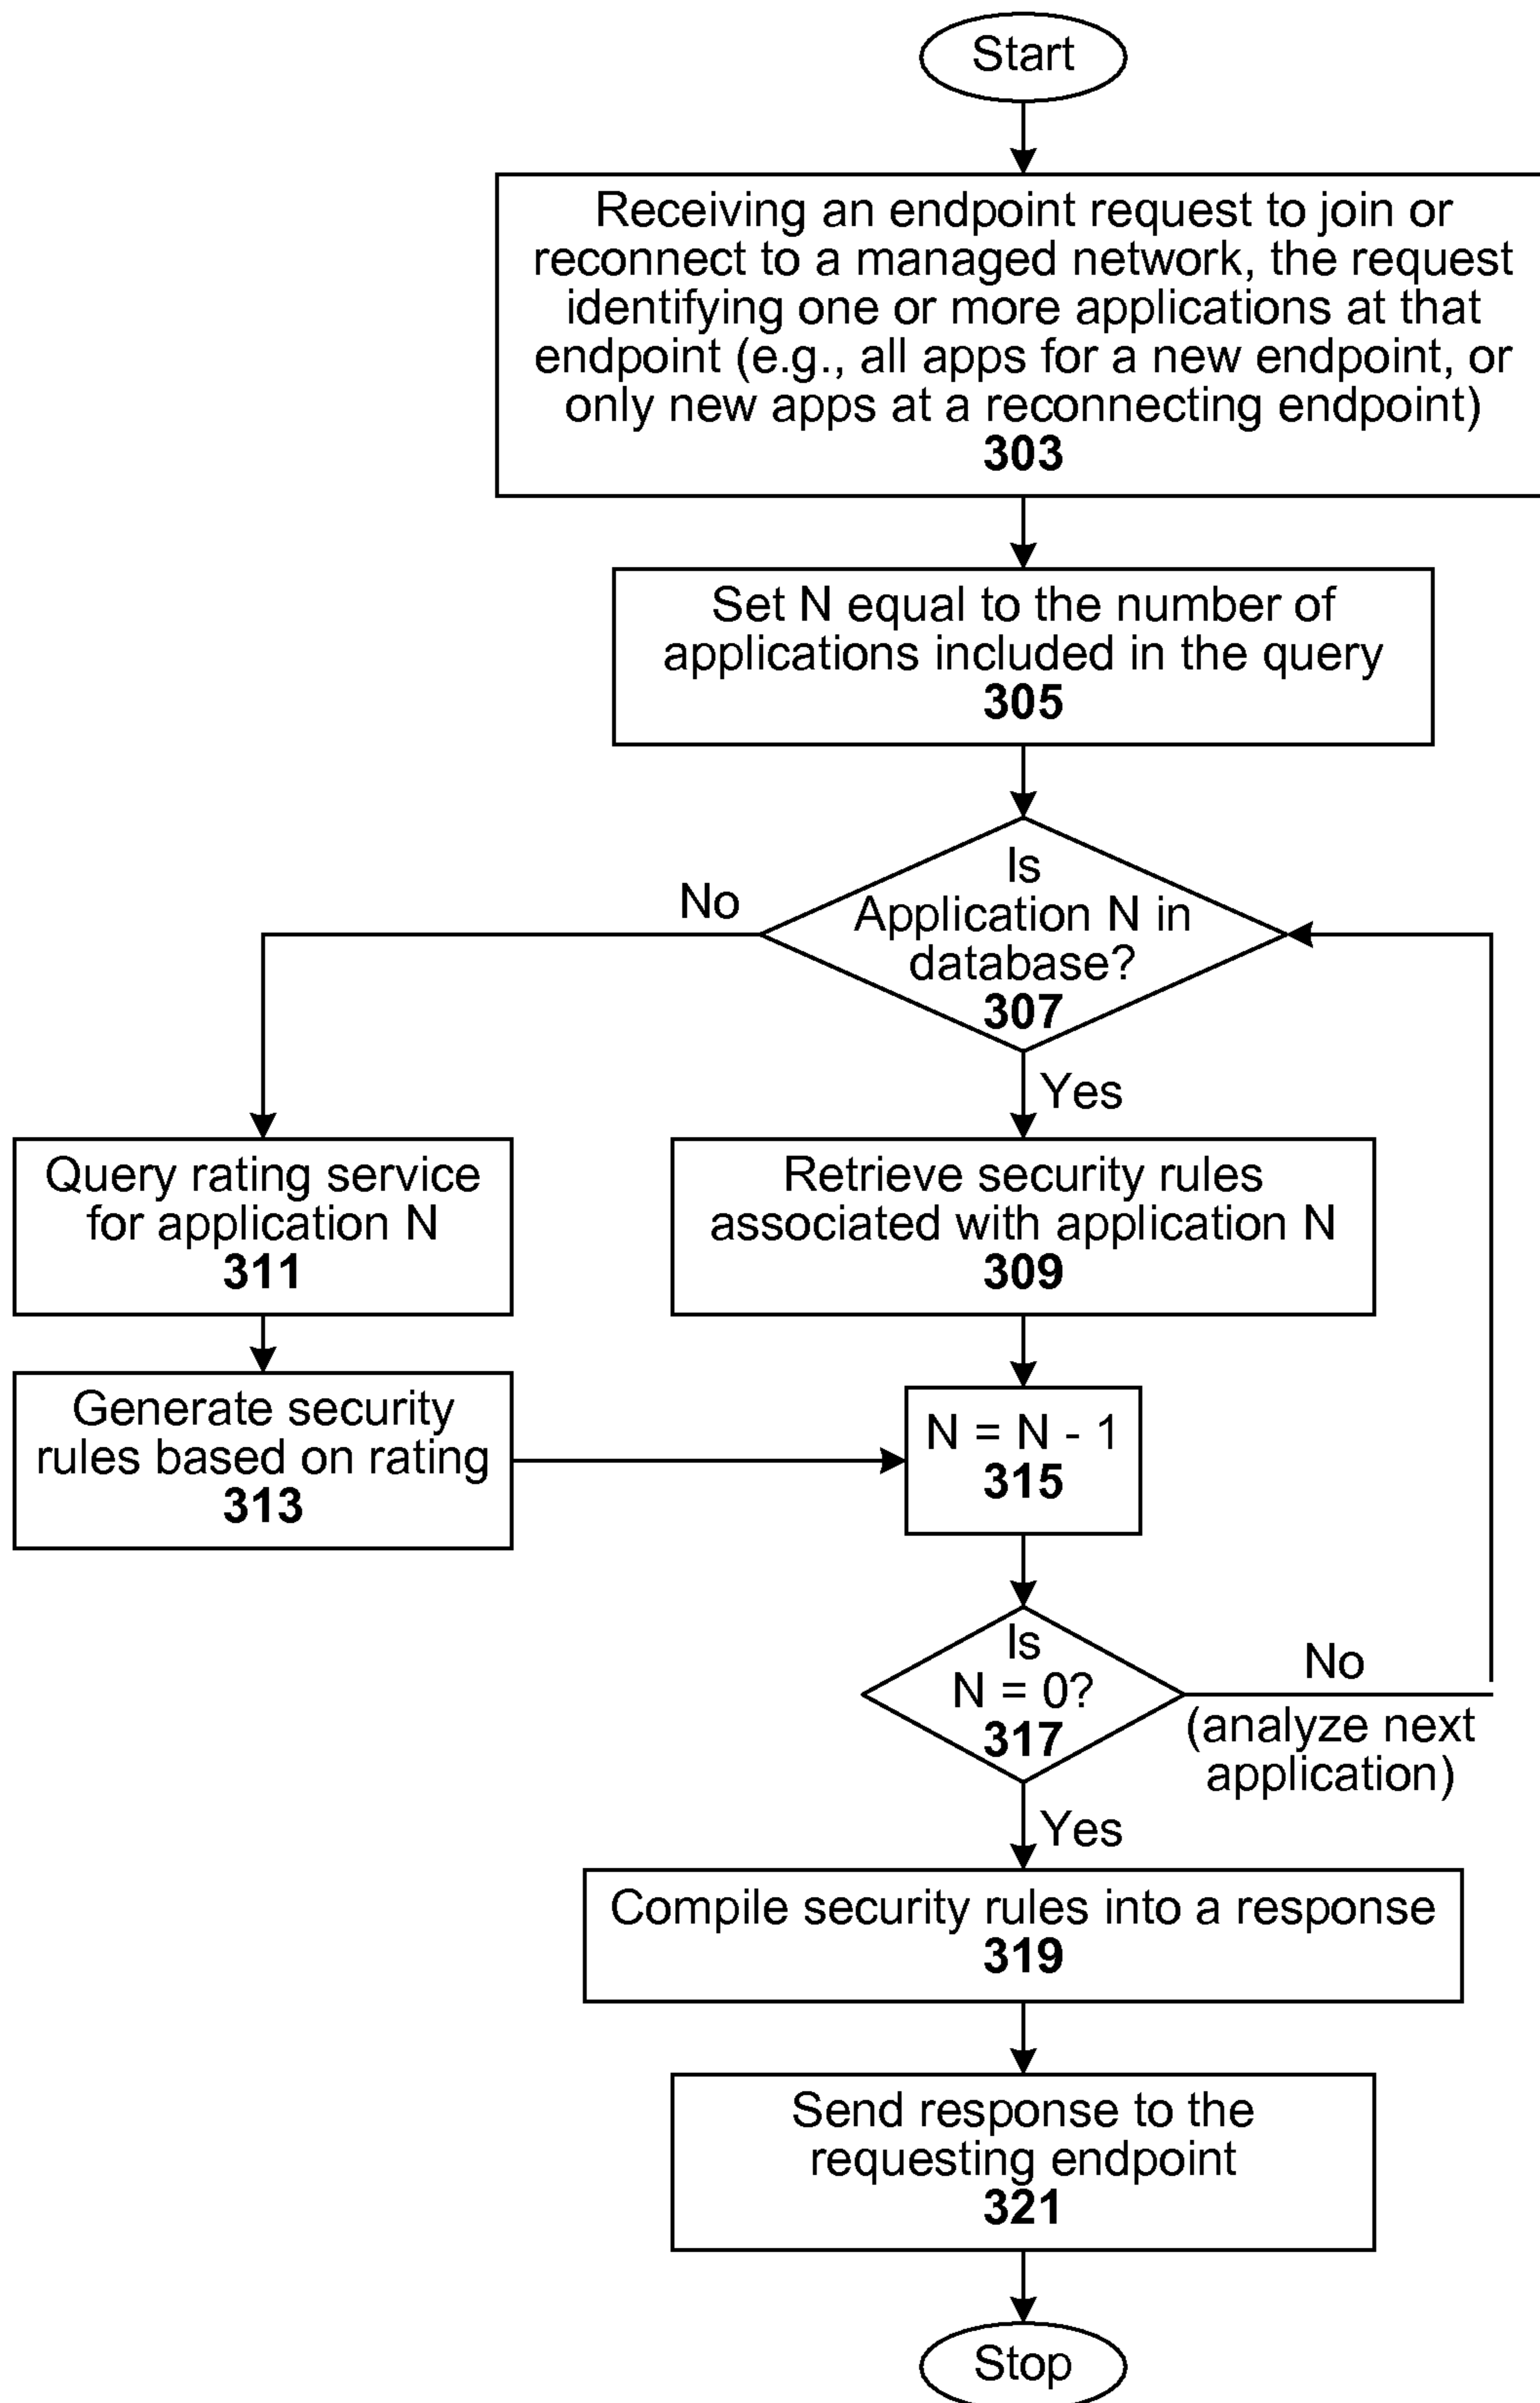 Start
Receiving an endpoint request to join or
reconnect to a managed network, the request
identifying one or more applications at that
endpoint (e.g., all apps for a new endpoint, or
only new apps at a reconnecting endpoint)
303
Set N equal to the number of
applications included in the query
305
Is
Application N in
database?
307
No
Yes
Query rating service
for application N
311
Retrieve security rules
associated with application N
309
Generate security
rules based on rating
313
N = N - 1
315
Is
N = 0?
317
No
(analyze next
application)
Yes
Compile security rules into a response
319
Send response to the
requesting endpoint
321
Stop